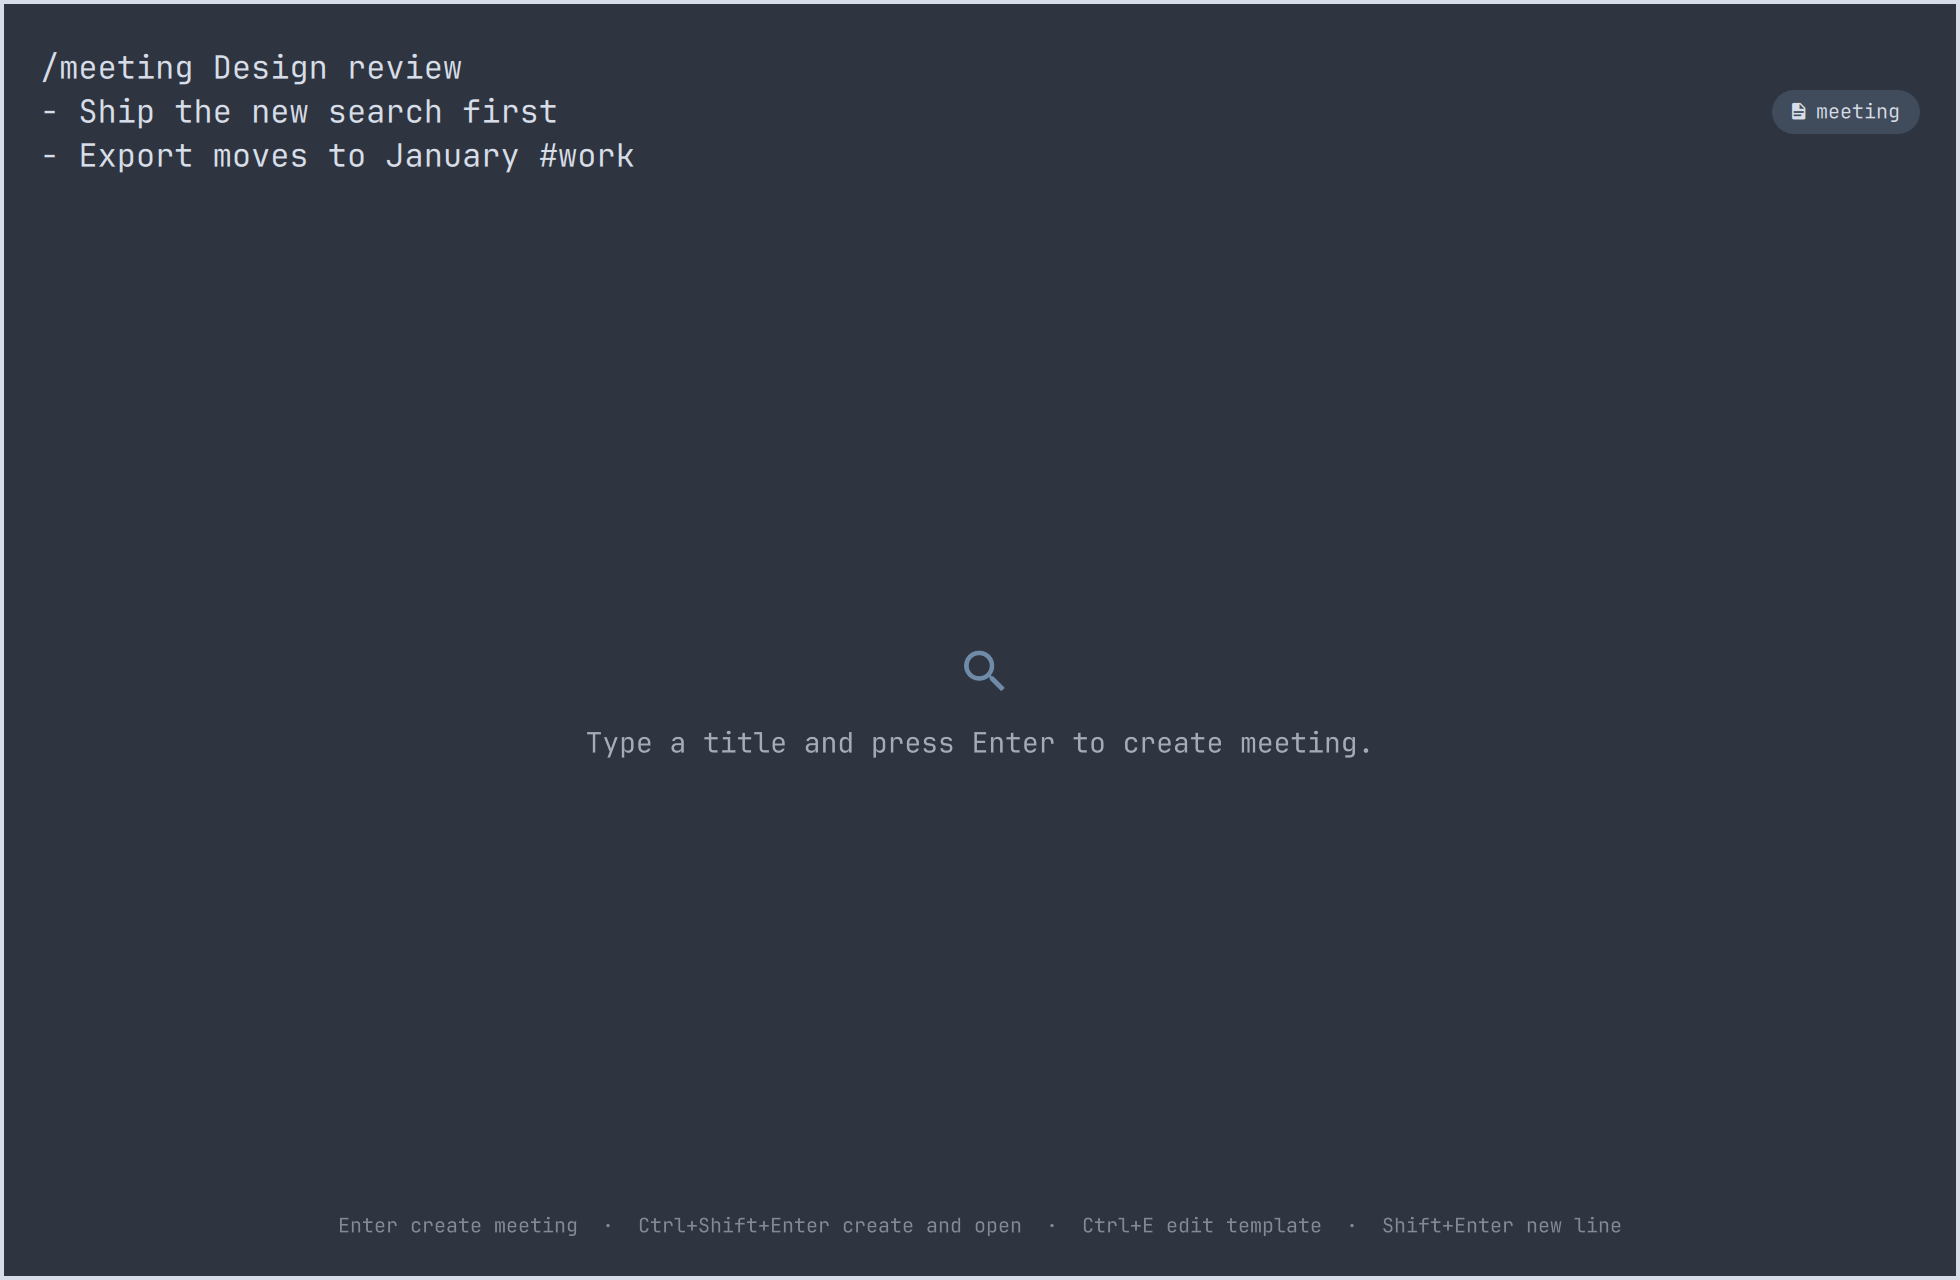 /meeting Design review
- Ship the new search first
- Export moves to January #work
meeting
Type a title and press Enter to create meeting.
Enter create meeting · Ctrl+Shift+Enter create and open · Ctrl+E edit template · Shift+Enter new line